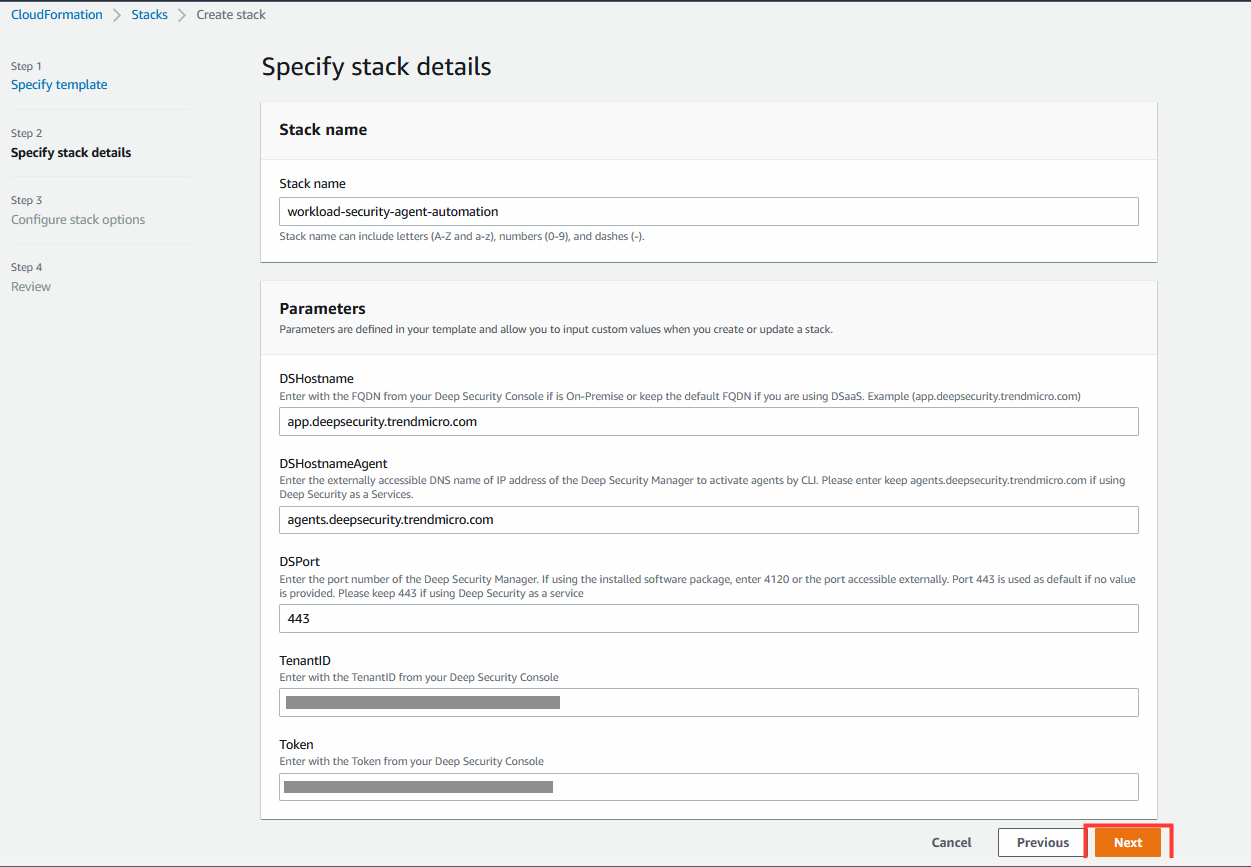 CloudFormation > Stacks > Create stack
Step 1
Specify template
Step 2
Specify stack details
Step 3
Configure stack options
Step 4
Review
Specify stack details
Stack name
Stack name
workload-security-agent-automation
Stack name can include letters (A-Z and a-z), numbers (0-9), and dashes (-).
Parameters
Parameters are defined in your template and allow you to input custom values when you create or update a stack.
DSHostname
Enter with the FQDN from your Deep Security Console if is On-Premise or keep the default FQDN if you are using DSaaS. Example (app.deepsecurity.trendmicro.com)
app.deepsecurity.trendmicro.com
DSHostnameAgent
Enter the externally accessible DNS name of IP address of the Deep Security Manager to activate agents by CLI. Please enter keep agents.deepsecurity.trendmicro.com if using
Deep Security as a Services.
agents.deepsecurity.trendmicro.com
DSPort
Enter the port number of the Deep Security Manager. If using the installed software package, enter 4120 or the port accessible externally. Port 443 is used as default if no value
is provided. Please keep 443 if using Deep Security as a service
443
TenantID
Enter with the TenantID from your Deep Security Console
Token
Enter with the Token from your Deep Security Console
Cancel
Previous
Next